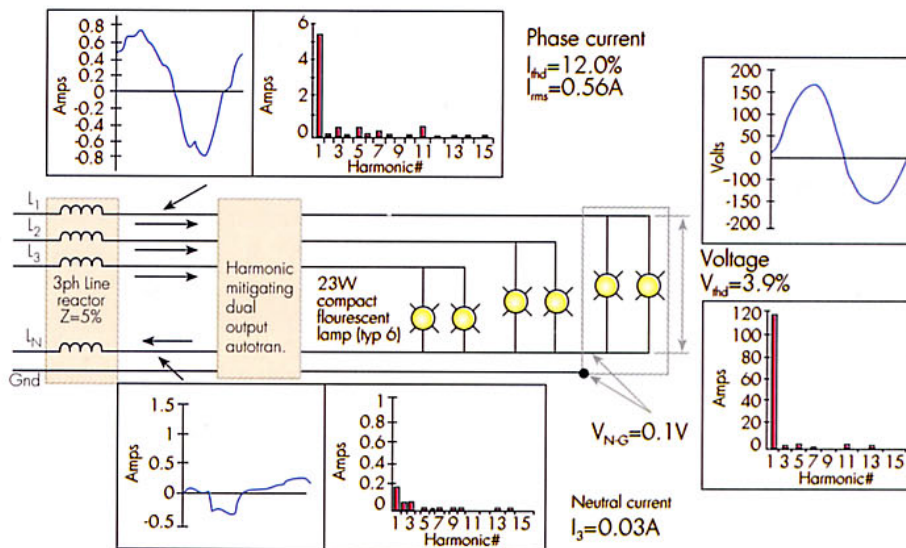 0.8
0.6
0.4
0.2
0
-0.2
-0.4
-0.6
-0.8
Amps
6
4
2
0
Amps
1 3 5 7 9 11 13 15
Harmonic#
Phase current
Ithd=12.0%
Irms=0.56A
200
150
100
50
0
-50
-100
-150
-200
Volts
L1
L2
L3
3ph Line
reactor
Z=5%
LN
Gnd
Harmonic
mitigating
dual
output
autotran.
23W
compact
flourescent
lamp (typ 6)
Voltage
Vthd=3.9%
120
100
80
60
40
20
0
Amps
1 3 5 7 9 11 13 15
Harmonic#
VN-G=0.1V
1.5
1
0.5
0
-0.5
Amps
1
0.8
0.6
0.4
0.2
0
Amps
1 3 5 7 9 11 13 15
Harmonic#
Neutral current
I3=0.03A